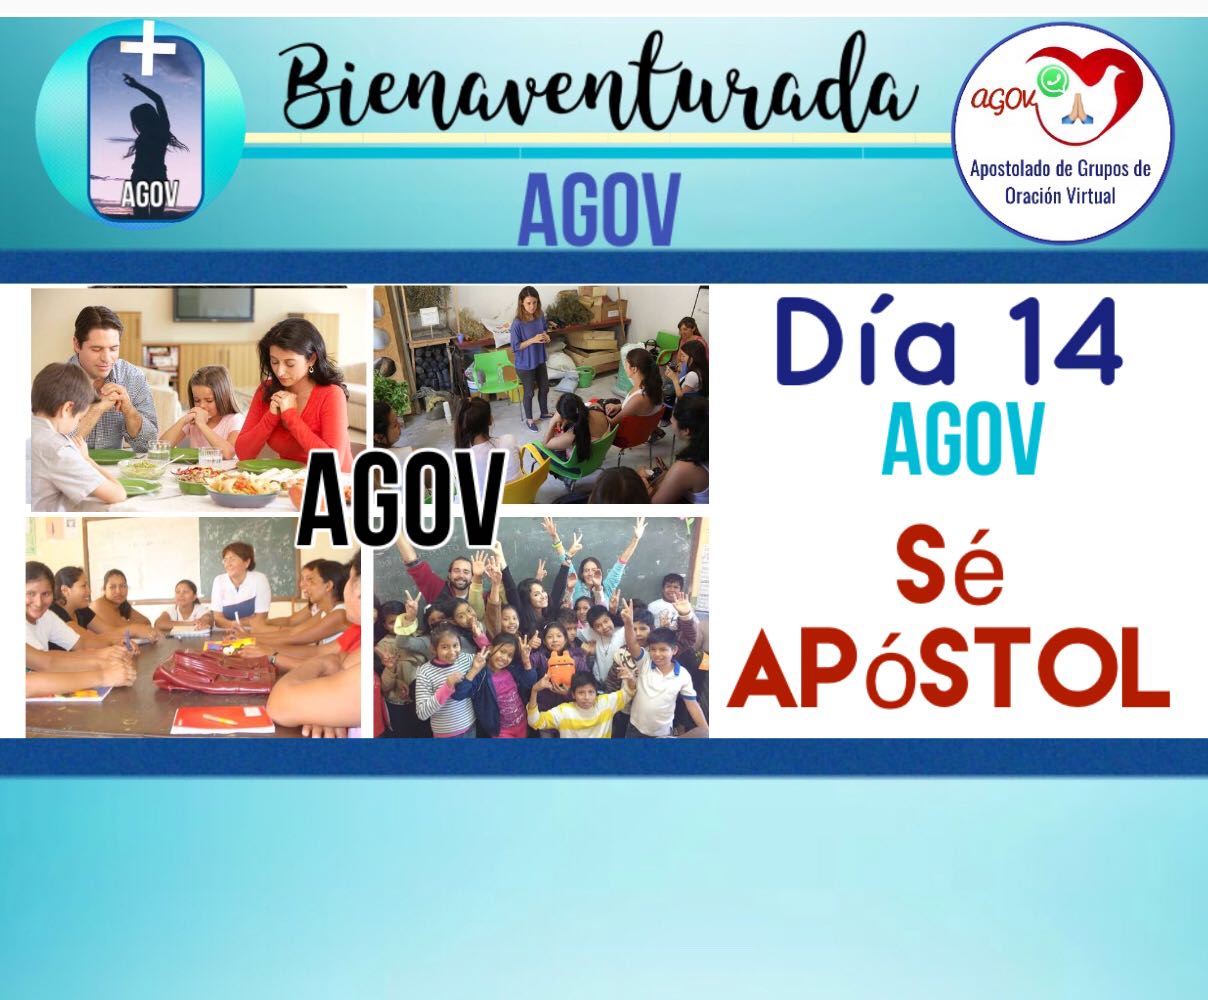 Bienaventurada
AGOV
AGOV
agov
Apostolado de Grupos de
Oración Virtual
Día 14
AGOV
Sé
APóSTOL
AGOV